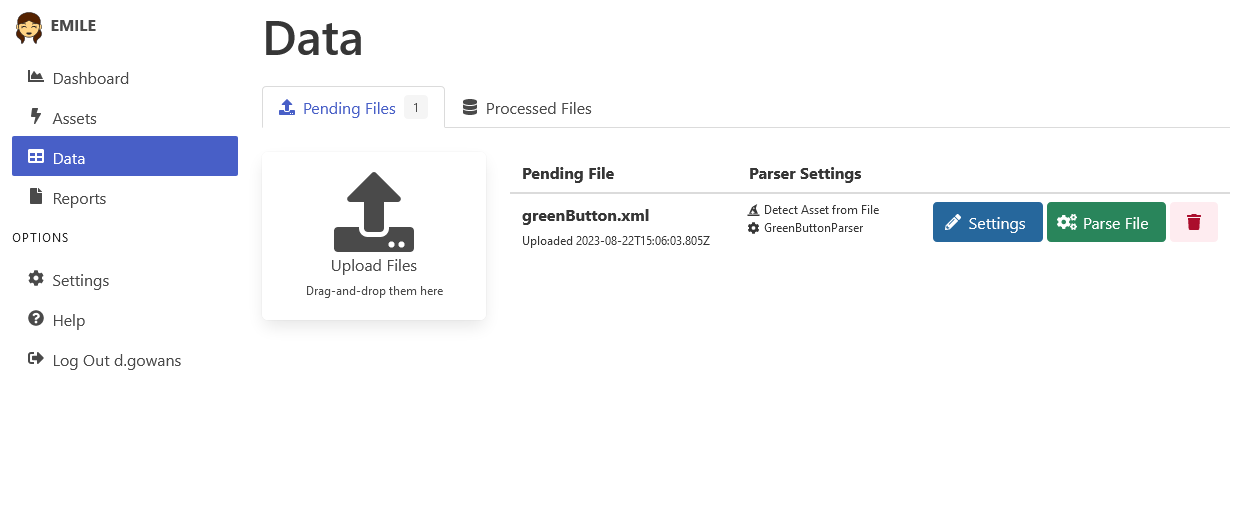 EMILE
Dashboard
Assets
Data
Reports
OPTIONS
Settings
Help
Log Out d.gowans
Data
Pending Files 1
Processed Files
Upload Files
Drag-and-drop them here
Pending File
Parser Settings
greenButton.xml
Uploaded 2023-08-22T15:06:03.805Z
Detect Asset from File
GreenButtonParser
Settings
Parse File